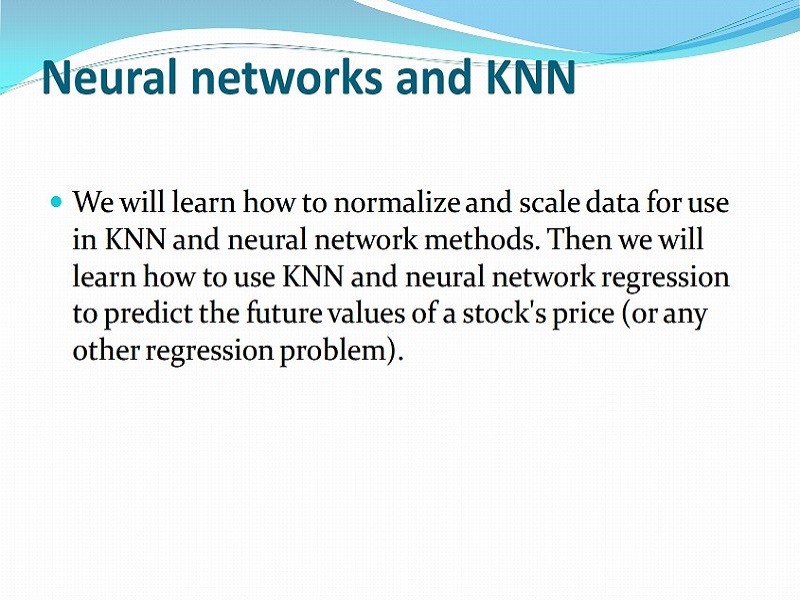 Neural networks and KNN
We will learn how to normalize and scale data for use
in KNN and neural network methods. Then we will
learn how to use KNN and neural network regression
to predict the future values of a stock's price (or any
other regression problem).